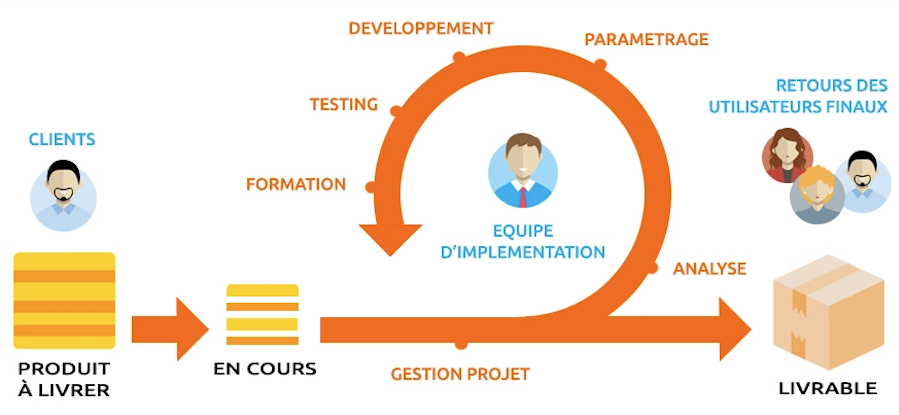 DEVELOPPEMENT
PARAMETRAGE
RETOURS DES
UTILISATEURS FINAUX
TESTING
CLIENTS
FORMATION
EQUIPE
D'IMPLEMENTATION
ANALYSE
PRODUIT
À LIVRER
EN COURS
GESTION PROJET
LIVRABLE